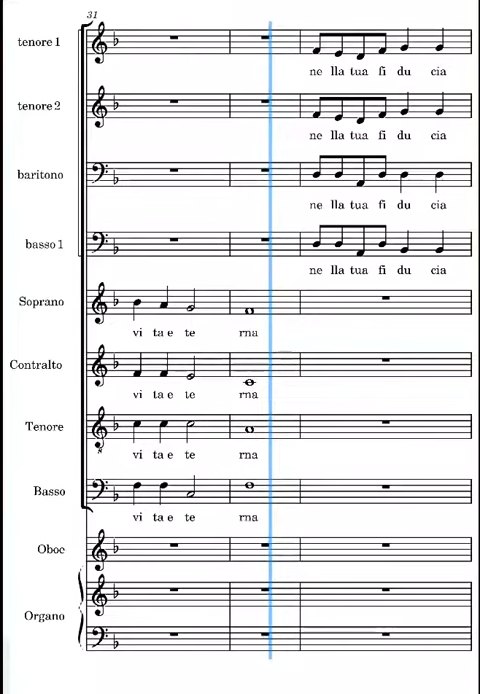 31
tenore 1
ne lla tua fi du cia
tenore 2
ne lla tua fi du cia
baritono
ne lla tua fi du cia
basso 1
ne lla tua fi du cia
Soprano
vi ta e te rna
Contralto
vi ta e te rna
Tenore
8
vi ta e te rna
Basso
vi ta e te rna
Oboe
Organo